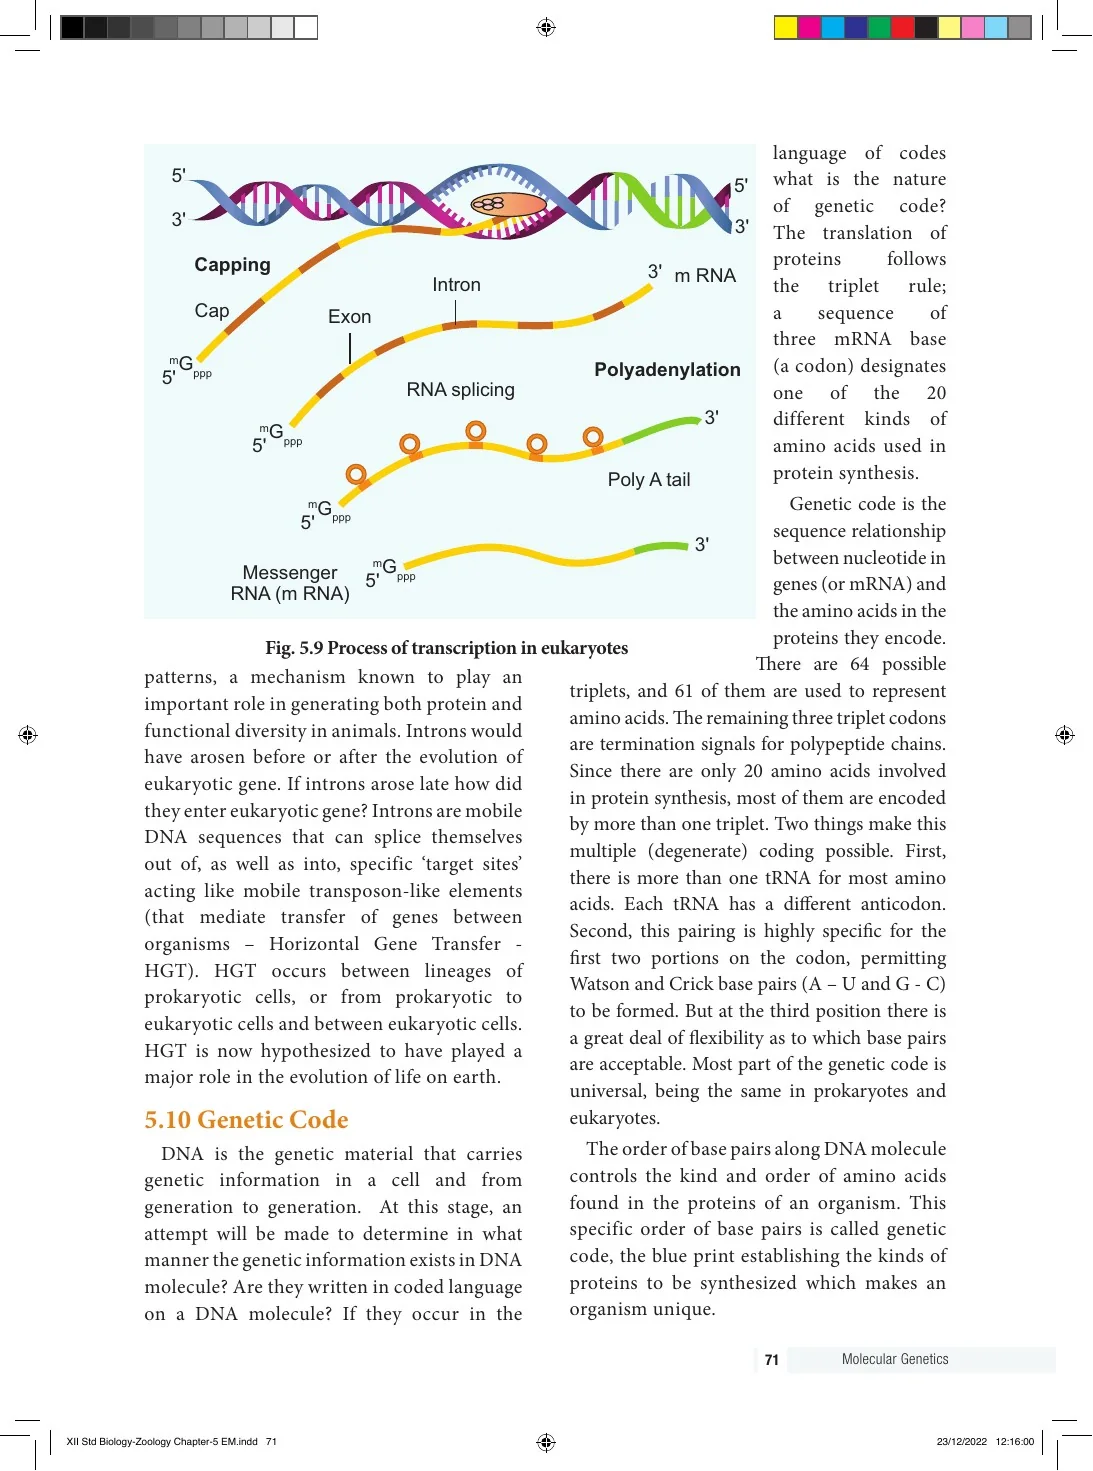 5'
3'
5'
3'
Capping
Cap
mGppp
5'
Intron
Exon
3' m RNA
mGppp
5'
Polyadenylation
RNA splicing
3'
Poly A tail
mGppp
5'
3'
Messenger
RNA (m RNA)
mGppp
5'
Fig. 5.9 Process of transcription in eukaryotes
patterns, a mechanism known to play an
important role in generating both protein and
functional diversity in animals. Introns would
have arosen before or after the evolution of
eukaryotic gene. If introns arose late how did
they enter eukaryotic gene? Introns are mobile
DNA sequences that can splice themselves
out of, as well as into, specific ‘target sites’
acting like mobile transposon-like elements
(that mediate transfer of genes between
organisms – Horizontal Gene Transfer -
HGT). HGT occurs between lineages of
prokaryotic cells, or from prokaryotic to
eukaryotic cells and between eukaryotic cells.
HGT is now hypothesized to have played a
major role in the evolution of life on earth.
5.10 Genetic Code
DNA is the genetic material that carries
genetic information in a cell and from
generation to generation. At this stage, an
attempt will be made to determine in what
manner the genetic information exists in DNA
molecule? Are they written in coded language
on a DNA molecule? If they occur in the
language of codes
what is the nature
of genetic code?
The translation of
proteins follows
the triplet rule;
a sequence of
three mRNA base
(a codon) designates
one of the 20
different kinds of
amino acids used in
protein synthesis.
Genetic code is the
sequence relationship
between nucleotide in
genes (or mRNA) and
the amino acids in the
proteins they encode.
There are 64 possible
triplets, and 61 of them are used to represent
amino acids. The remaining three triplet codons
are termination signals for polypeptide chains.
Since there are only 20 amino acids involved
in protein synthesis, most of them are encoded
by more than one triplet. Two things make this
multiple (degenerate) coding possible. First,
there is more than one tRNA for most amino
acids. Each tRNA has a different anticodon.
Second, this pairing is highly specific for the
first two portions on the codon, permitting
Watson and Crick base pairs (A – U and G - C)
to be formed. But at the third position there is
a great deal of flexibility as to which base pairs
are acceptable. Most part of the genetic code is
universal, being the same in prokaryotes and
eukaryotes.
The order of base pairs along DNA molecule
controls the kind and order of amino acids
found in the proteins of an organism. This
specific order of base pairs is called genetic
code, the blue print establishing the kinds of
proteins to be synthesized which makes an
organism unique.
71 Molecular Genetics
XII Std Biology-Zoology Chapter-5 EM.indd 71
23/12/2022 12:16:00